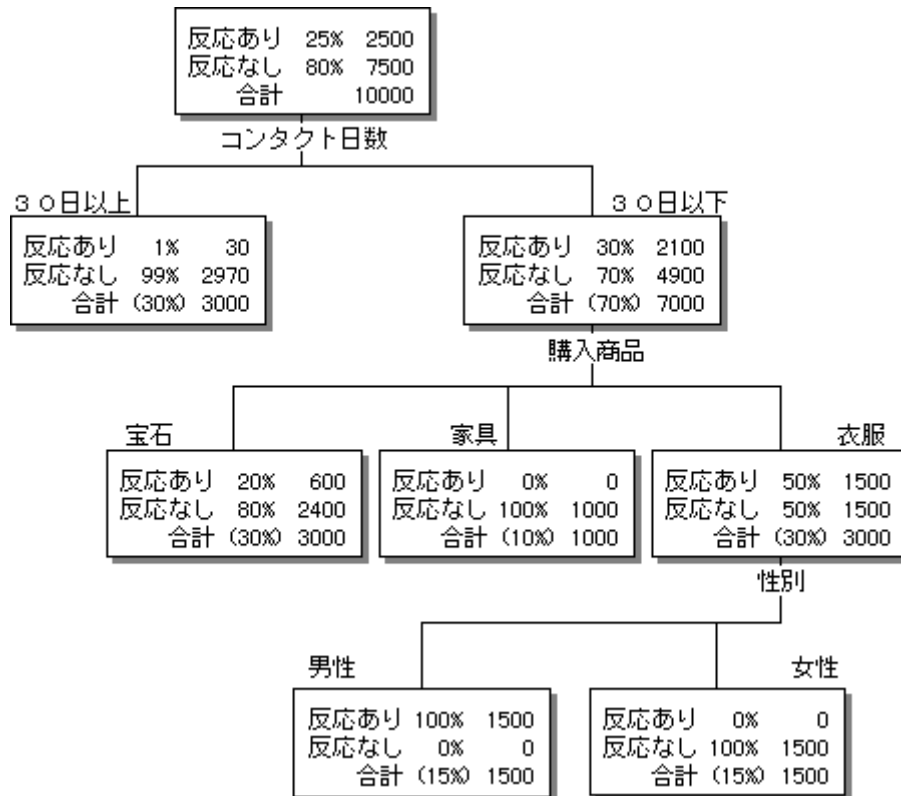 反応あり 25% 2500
反応なし 80% 7500
合計 10000
コンタクト日数
３０日以上
反応あり 1% 30
反応なし 99% 2970
合計 (30%) 3000
３０日以下
反応あり 30% 2100
反応なし 70% 4900
合計 (70%) 7000
購入商品
宝石
反応あり 20% 600
反応なし 80% 2400
合計 (30%) 3000
家具
反応あり 0% 0
反応なし 100% 1000
合計 (10%) 1000
衣服
反応あり 50% 1500
反応なし 50% 1500
合計 (30%) 3000
性別
男性
反応あり 100% 1500
反応なし 0% 0
合計 (15%) 1500
女性
反応あり 0% 0
反応なし 100% 1500
合計 (15%) 1500